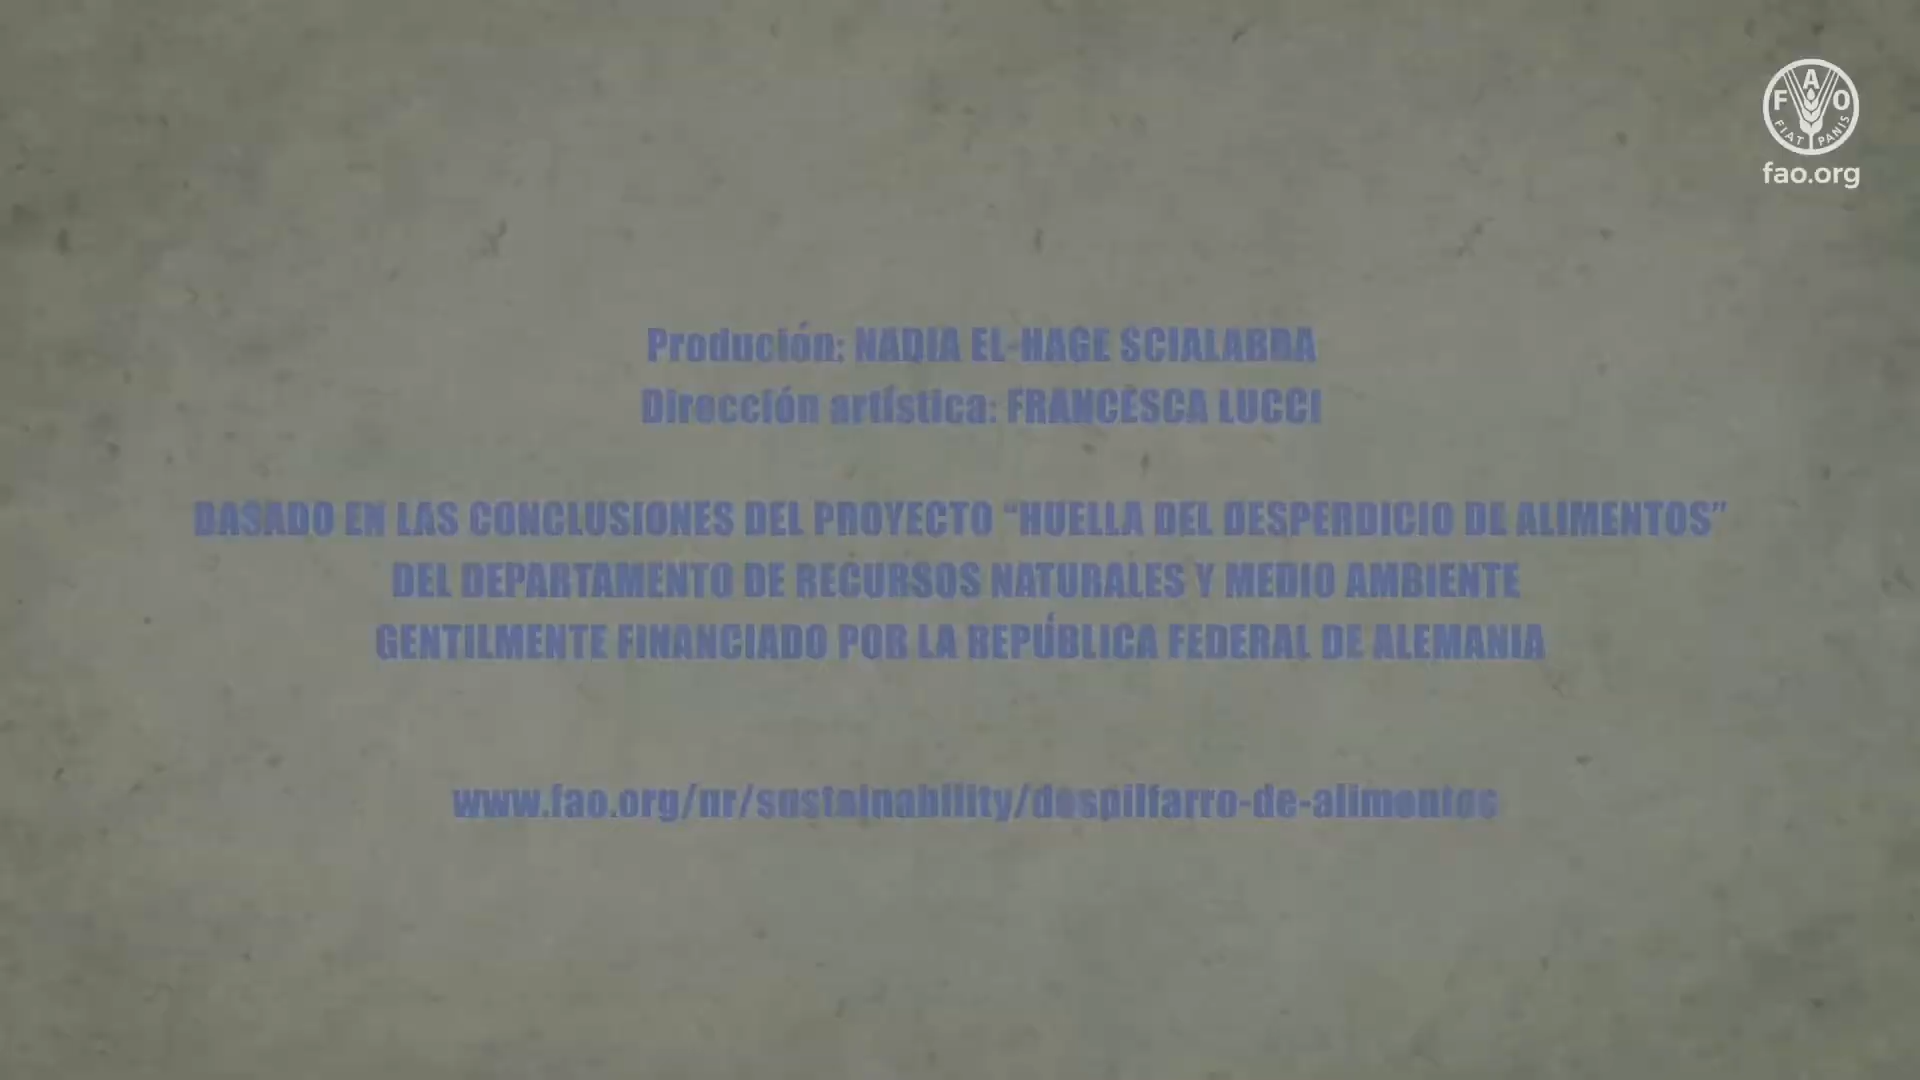 F A O
FIAT PANIS
fao.org
Produción: NADIA EL-HAGE SCIALABBA
Dirección artística: FRANCESCA LUCCI
BASADO EN LAS CONCLUSIONES DEL PROYECTO “HUELLA DEL DESPERDICIO DE ALIMENTOS”
DEL DEPARTAMENTO DE RECURSOS NATURALES Y MEDIO AMBIENTE
GENTILMENTE FINANCIADO POR LA REPÚBLICA FEDERAL DE ALEMANIA
www.fao.org/nr/sustainability/despilfarro-de-alimentos